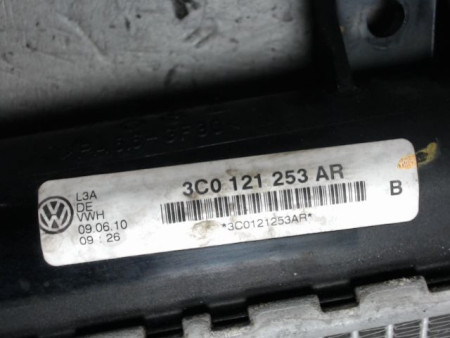 L3A
DE
VWH
09.06.10
09:26
3C0 121 253 AR
*3C0121253AR*
B